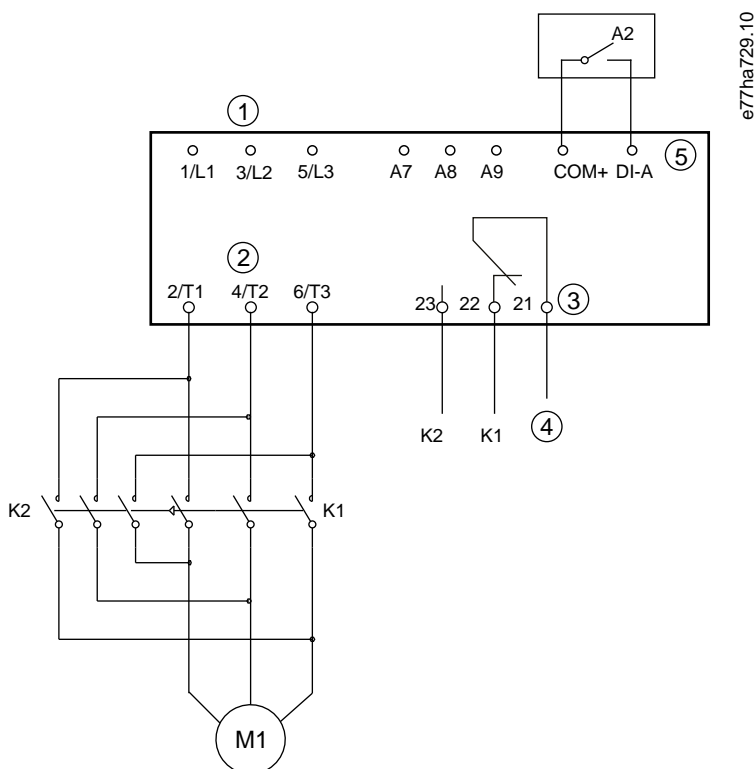 A2
e77ha729.10
1
1/L1 3/L2 5/L3 A7 A8 A9 COM+ DI-A 5
2
2/T1 4/T2 6/T3 23 22 21 3
K2 K1 4
K2 K1
M1